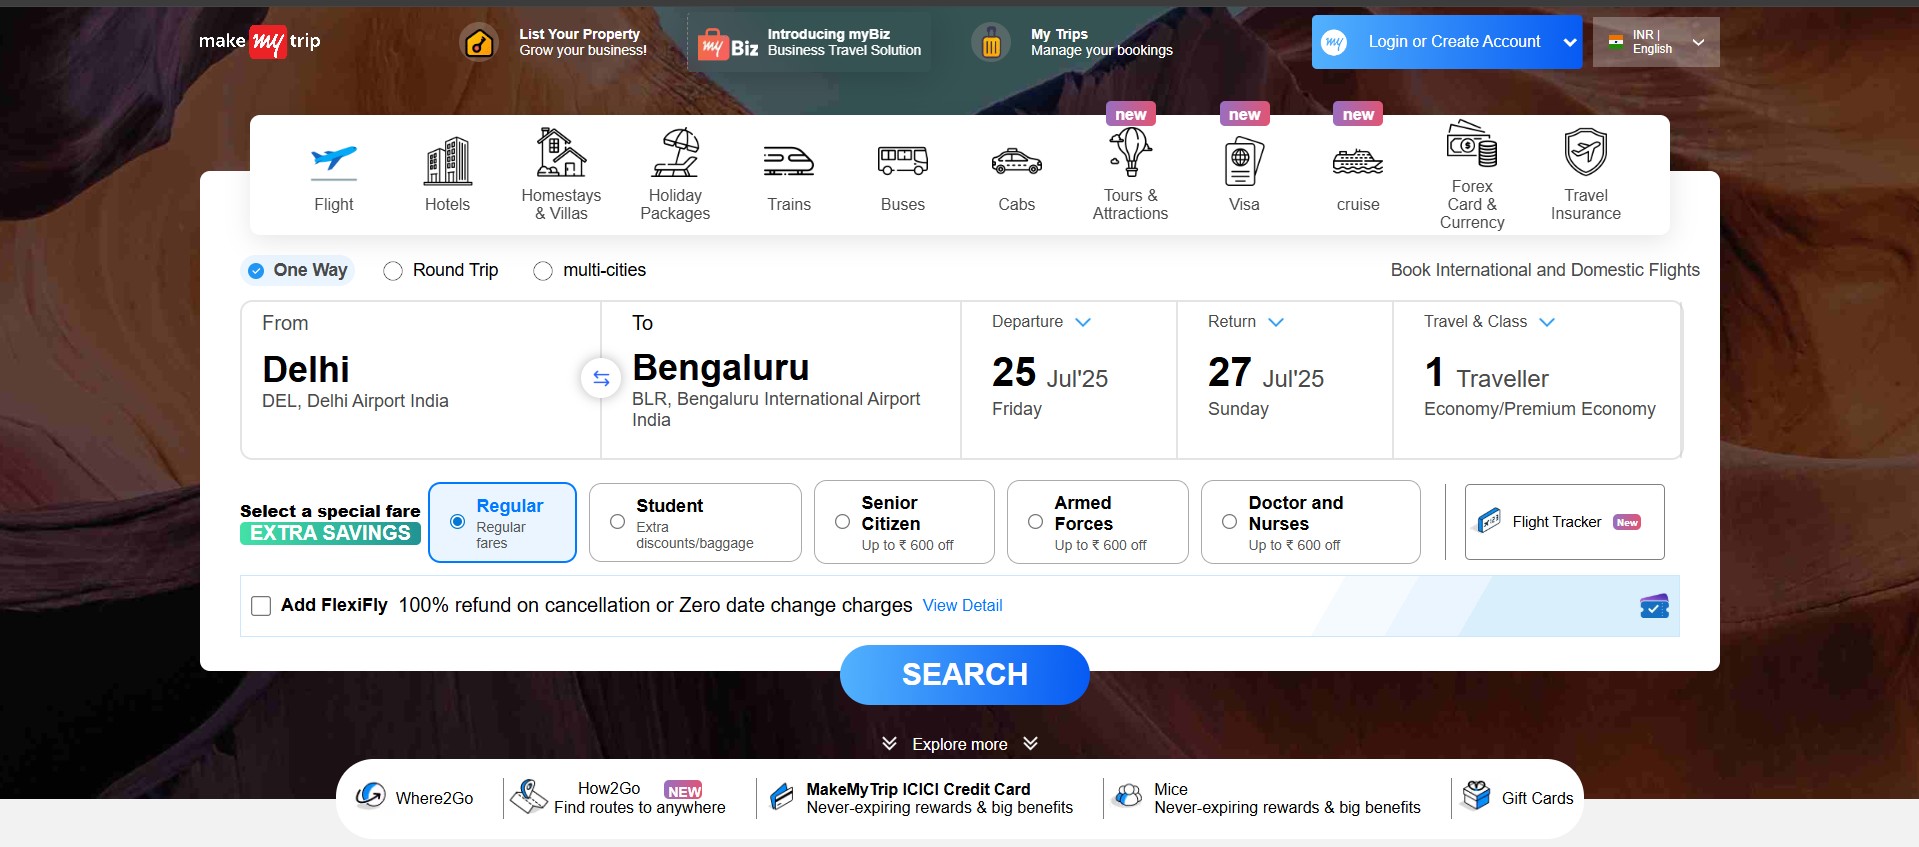 make my trip
List Your Property
Grow your business!
my Biz
Introducing myBiz
Business Travel Solution
My Trips
Manage your bookings
my
Login or Create Account
INR |
English
new
new
new
Flight
Hotels
Homestays
& Villas
Holiday
Packages
Trains
Buses
Cabs
Tours &
Attractions
Visa
cruise
Forex
Card &
Currency
Travel
Insurance
One Way
Round Trip
multi-cities
Book International and Domestic Flights
From
Delhi
DEL, Delhi Airport India
To
Bengaluru
BLR, Bengaluru International Airport
India
Departure
25 Jul'25
Friday
Return
27 Jul'25
Sunday
Travel & Class
1 Traveller
Economy/Premium Economy
Select a special fare
EXTRA SAVINGS
Regular
Regular
fares
Student
Extra
discounts/baggage
Senior
Citizen
Up to ₹ 600 off
Armed
Forces
Up to ₹ 600 off
Doctor and
Nurses
Up to ₹ 600 off
Flight Tracker New
Add FlexiFly 100% refund on cancellation or Zero date change charges View Detail
SEARCH
Explore more
Where2Go
How2Go NEW
Find routes to anywhere
MakeMyTrip ICICI Credit Card
Never-expiring rewards & big benefits
Mice
Never-expiring rewards & big benefits
Gift Cards